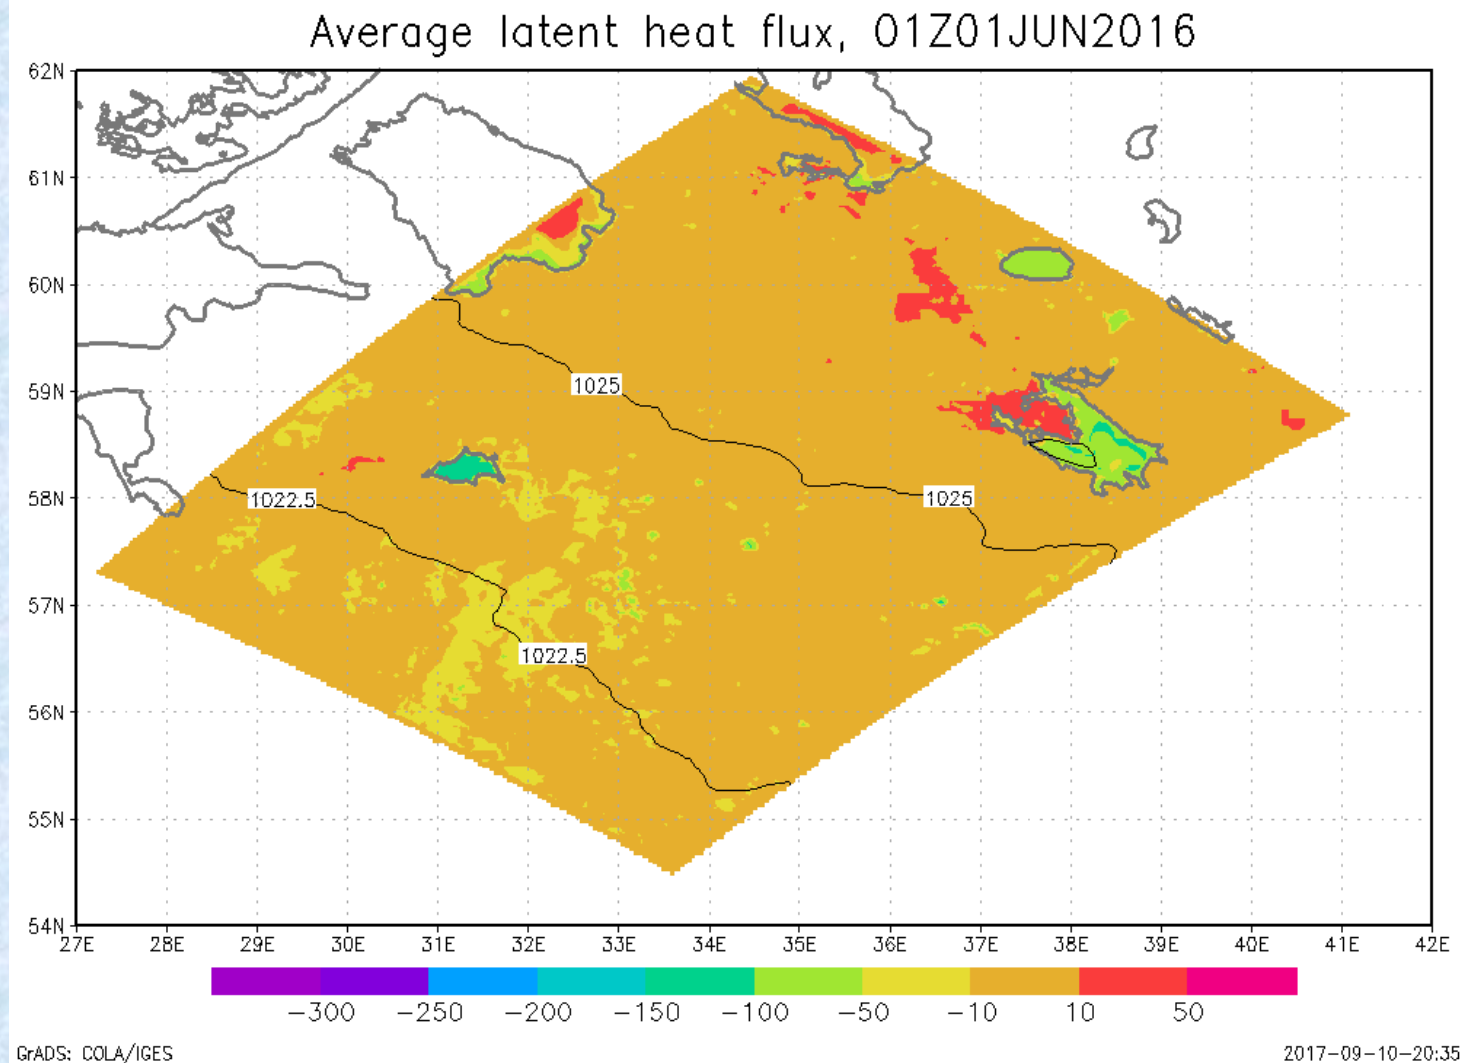 Average latent heat flux, 01Z01JUN2016
62N
61N
60N
59N
58N
57N
56N
55N
54N
1025
1025
1022.5
1022.5
27E 28E 29E 30E 31E 32E 33E 34E 35E 36E 37E 38E 39E 40E 41E 42E
-300 -250 -200 -150 -100 -50 -10 10 50
GrADS: COLA/IGES 2017-09-10-20:35